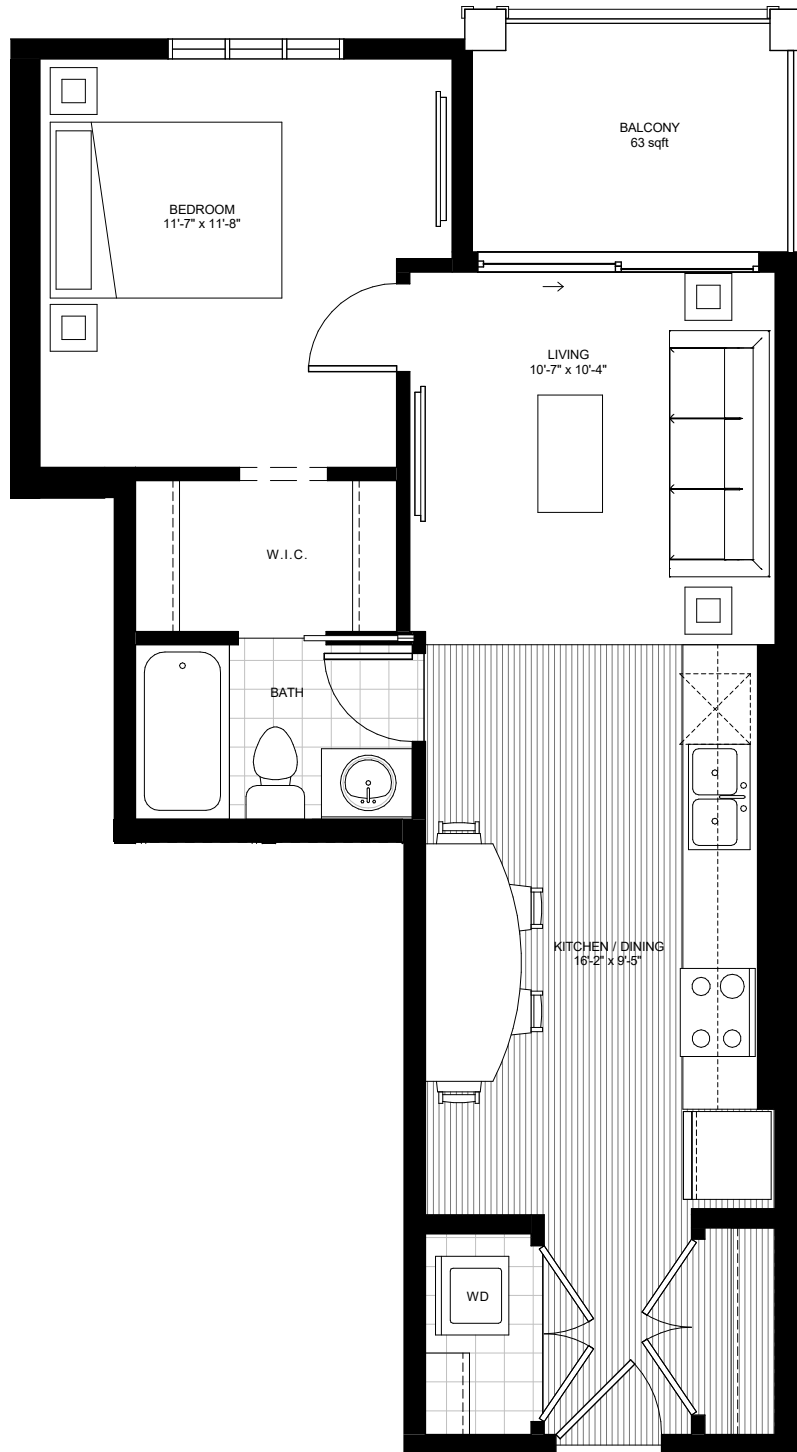 BALCONY
63 sqft
BEDROOM
11'-7" x 11'-8"
LIVING
10'-7" x 10'-4"
W.I.C.
BATH
KITCHEN / DINING
16'-2" x 9'-5"
WD